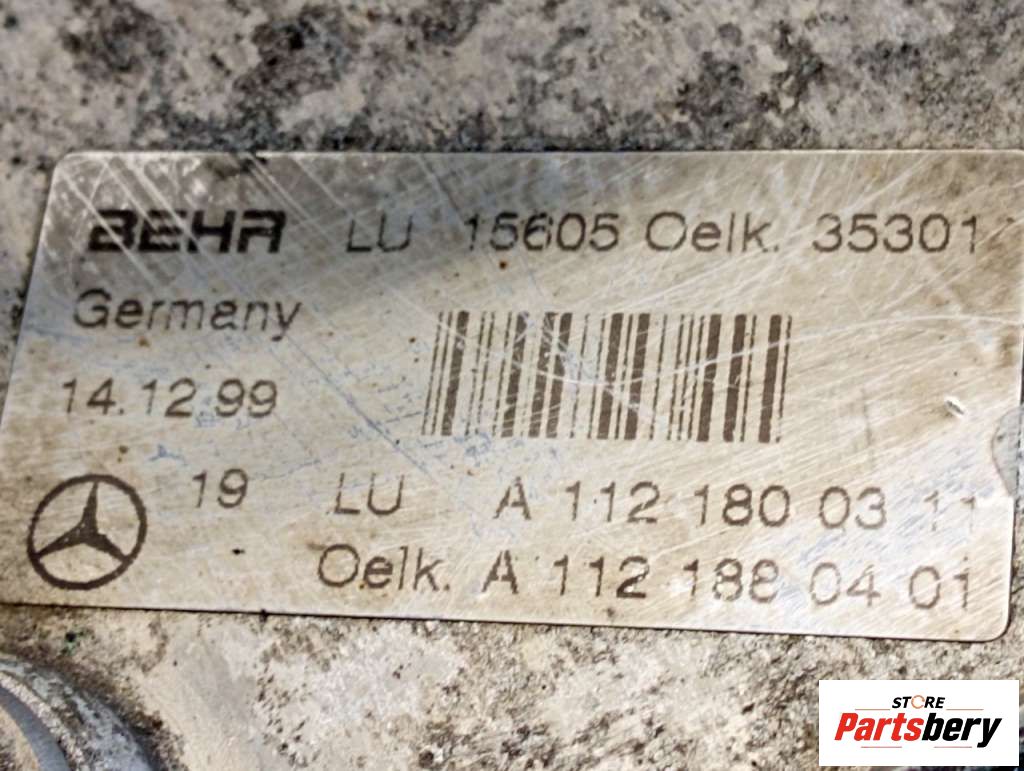 BEHR LU 15605 Oelk. 35301
Germany
14.12.99
19 LU A 112 180 03 11
Oelk. A 112 188 04 01
STORE
Partsbery